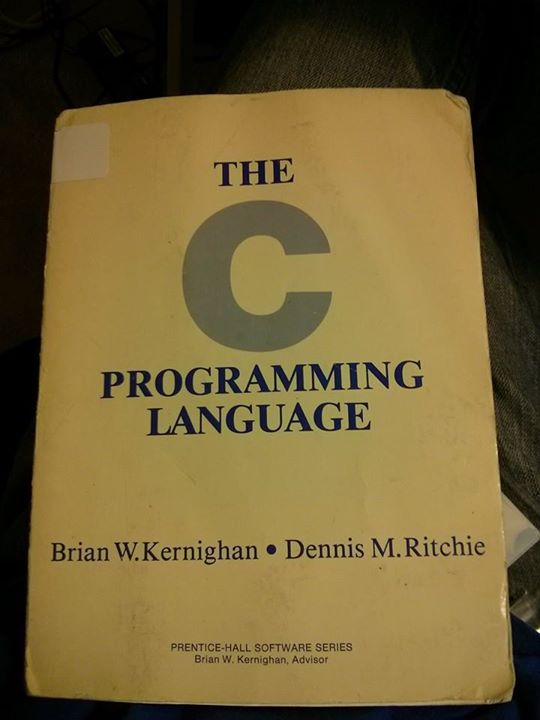 THE
C
PROGRAMMING
LANGUAGE
Brian W.Kernighan • Dennis M.Ritchie
PRENTICE-HALL SOFTWARE SERIES
Brian W. Kernighan, Advisor